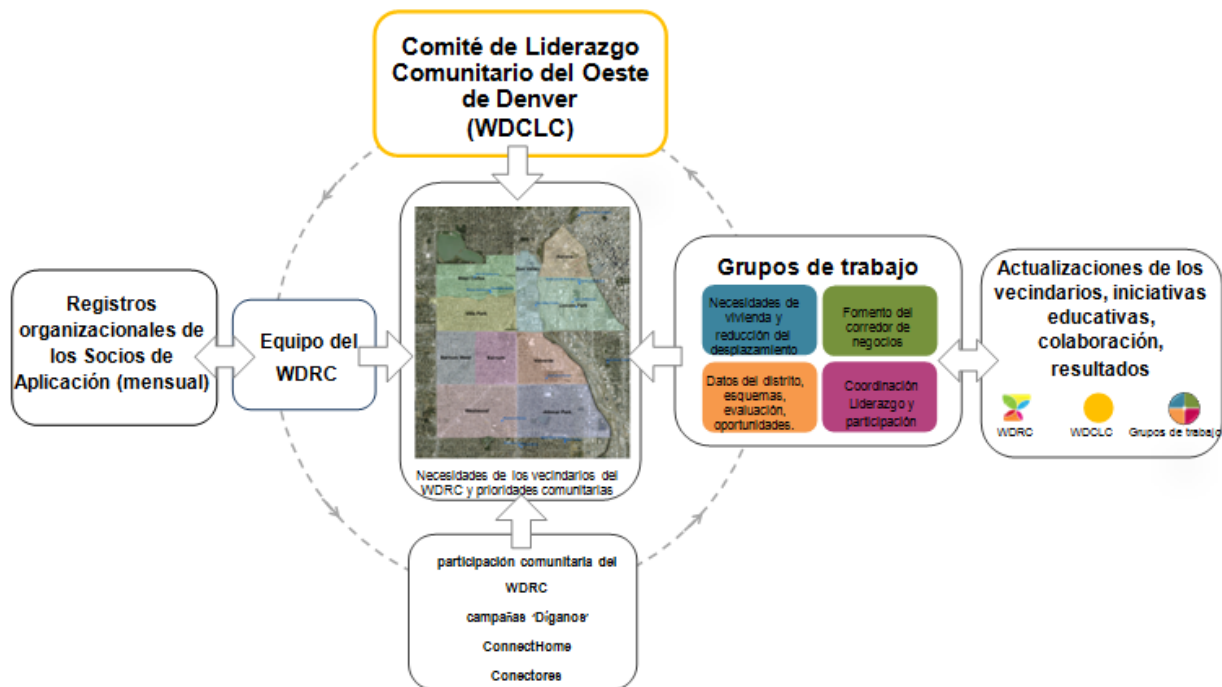 Comité de Liderazgo
Comunitario del Oeste
de Denver
(WDCLC)
Registros
organizacionales de
los Socios de
Aplicación (mensual)
Equipo del
WDRC
Necesidades de los vecindarios del
WDRC y prioridades comunitarias
Grupos de trabajo
Necesidades de
vivienda y
reducción del
desplazamiento
Fomento del
corredor de
negocios
Datos del distrito,
esquemas,
evaluación,
oportunidades.
Coordinación
Liderazgo y
participación
Actualizaciones de los
vecindarios, iniciativas
educativas,
colaboración,
resultados
WDRC
WDCLC
Grupos de trabajo
participación comunitaria del
WDRC
campañas ‘Díganos’
ConnectHome
Conectores